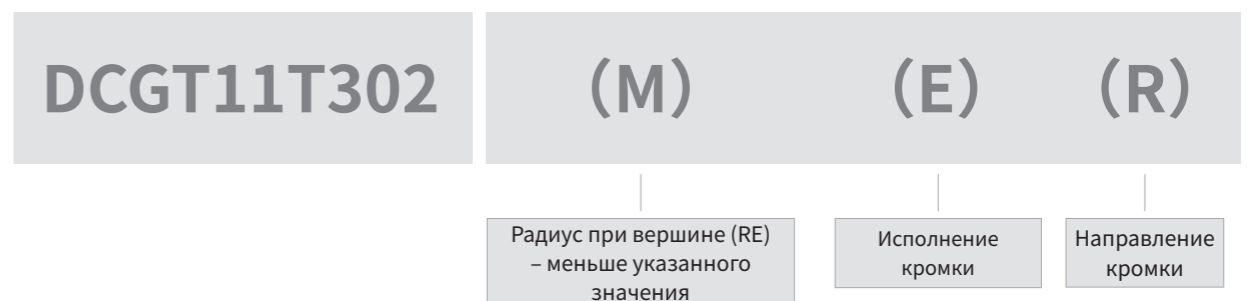 DCGT11T302 (M) (E) (R)
Радиус при вершине (RE)
– меньше указанного
значения
Исполнение
кромки
Направление
кромки